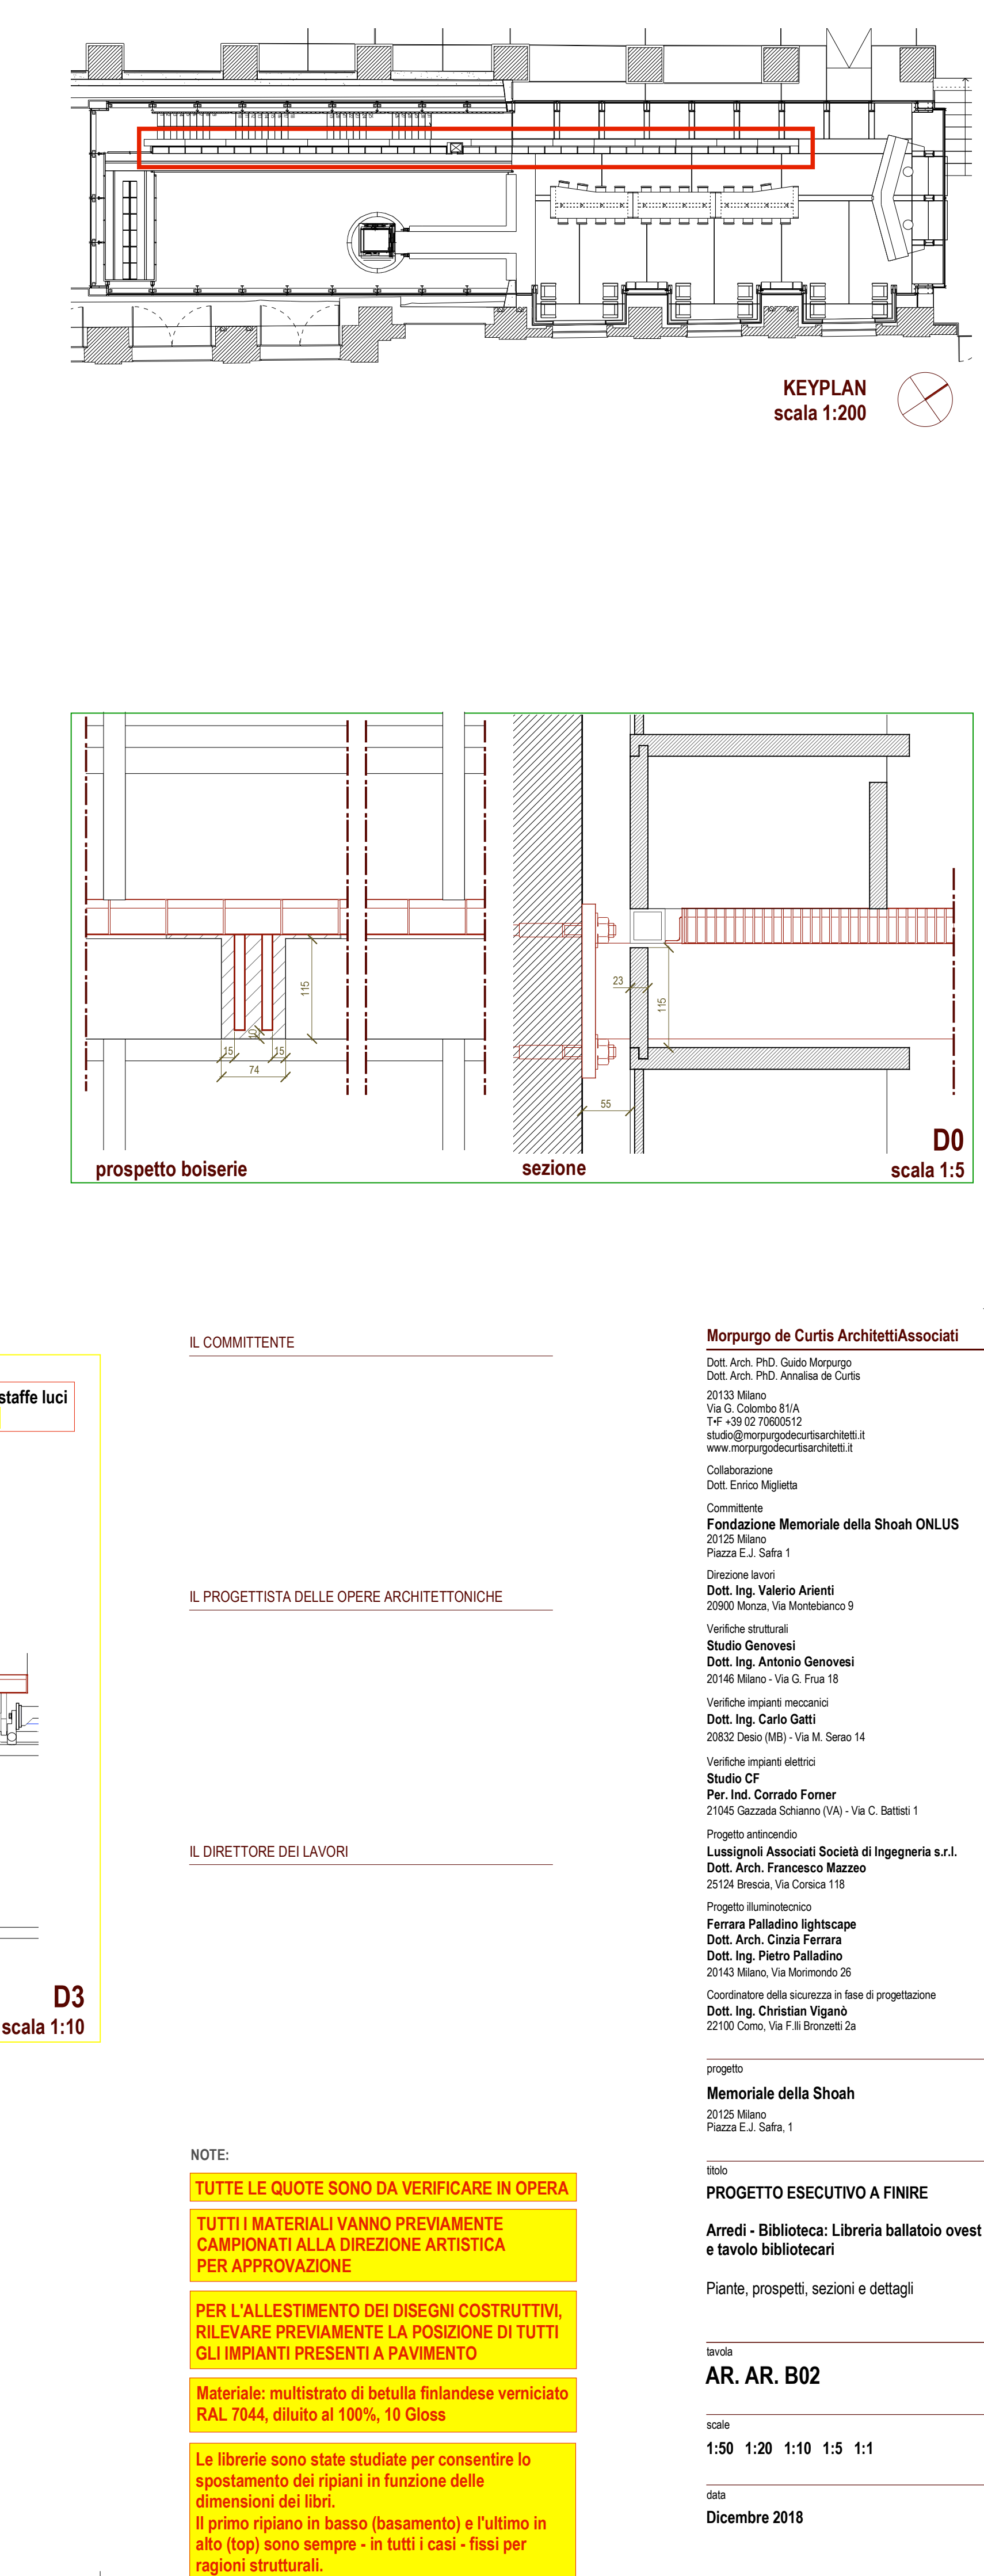 KEYPLAN
scala 1:200
115
10
15
15
74
23
115
55
prospetto boiserie
sezione
D0
scala 1:5
staffe luci
D3
scala 1:10
IL COMMITTENTE
IL PROGETTISTA DELLE OPERE ARCHITETTONICHE
IL DIRETTORE DEI LAVORI
NOTE:
TUTTE LE QUOTE SONO DA VERIFICARE IN OPERA
TUTTI I MATERIALI VANNO PREVIAMENTE
CAMPIONATI ALLA DIREZIONE ARTISTICA
PER APPROVAZIONE
PER L'ALLESTIMENTO DEI DISEGNI COSTRUTTIVI,
RILEVARE PREVIAMENTE LA POSIZIONE DI TUTTI
GLI IMPIANTI PRESENTI A PAVIMENTO
Materiale: multistrato di betulla finlandese verniciato
RAL 7044, diluito al 100%, 10 Gloss
Le librerie sono state studiate per consentire lo
spostamento dei ripiani in funzione delle
dimensioni dei libri.
Il primo ripiano in basso (basamento) e l'ultimo in
alto (top) sono sempre - in tutti i casi - fissi per
ragioni strutturali.
Morpurgo de Curtis ArchitettiAssociati
Dott. Arch. PhD. Guido Morpurgo
Dott. Arch. PhD. Annalisa de Curtis
20133 Milano
Via G. Colombo 81/A
T•F +39 02 70600512
studio@morpurgodecurtisarchitetti.it
www.morpurgodecurtisarchitetti.it
Collaborazione
Dott. Enrico Miglietta
Committente
Fondazione Memoriale della Shoah ONLUS
20125 Milano
Piazza E.J. Safra 1
Direzione lavori
Dott. Ing. Valerio Arienti
20900 Monza, Via Montebianco 9
Verifiche strutturali
Studio Genovesi
Dott. Ing. Antonio Genovesi
20146 Milano - Via G. Frua 18
Verifiche impianti meccanici
Dott. Ing. Carlo Gatti
20832 Desio (MB) - Via M. Serao 14
Verifiche impianti elettrici
Studio CF
Per. Ind. Corrado Forner
21045 Gazzada Schianno (VA) - Via C. Battisti 1
Progetto antincendio
Lussignoli Associati Società di Ingegneria s.r.l.
Dott. Arch. Francesco Mazzeo
25124 Brescia, Via Corsica 118
Progetto illuminotecnico
Ferrara Palladino lightscape
Dott. Arch. Cinzia Ferrara
Dott. Ing. Pietro Palladino
20143 Milano, Via Morimondo 26
Coordinatore della sicurezza in fase di progettazione
Dott. Ing. Christian Viganò
22100 Como, Via F.lli Bronzetti 2a
progetto
Memoriale della Shoah
20125 Milano
Piazza E.J. Safra, 1
titolo
PROGETTO ESECUTIVO A FINIRE
Arredi - Biblioteca: Libreria ballatoio ovest
e tavolo bibliotecari
Piante, prospetti, sezioni e dettagli
tavola
AR. AR. B02
scale
1:50 1:20 1:10 1:5 1:1
data
Dicembre 2018